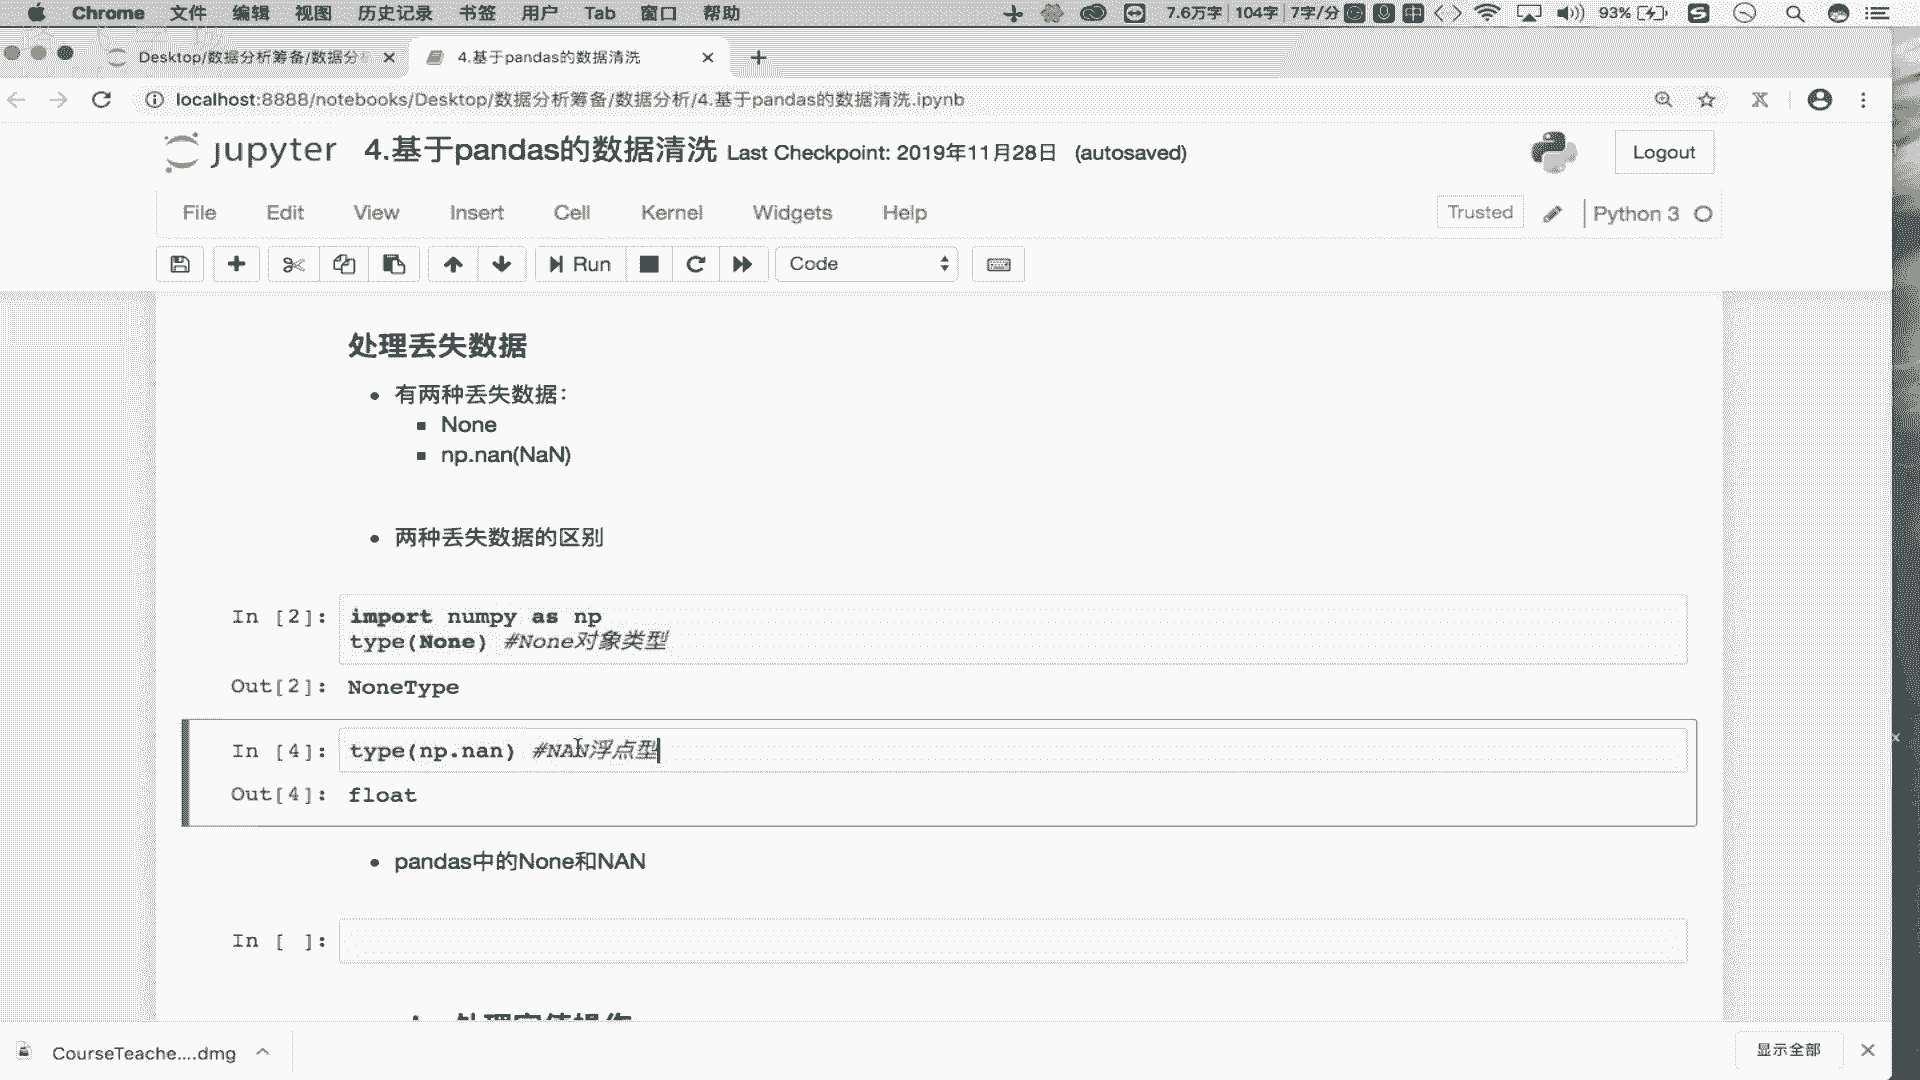 Chrome 文件 编辑 视图 历史记录 书签 用户 Tab 窗口 帮助 7.6万字 104字 7字/分 中 93%
Desktop/数据分析筹备/数据分 4.基于pandas的数据清洗
localhost:8888/notebooks/Desktop/数据分析筹备/数据分析/4.基于pandas的数据清洗.ipynb
jupyter 4.基于pandas的数据清洗 Last Checkpoint: 2019年11月28日 (autosaved)
Logout
File Edit View Insert Cell Kernel Widgets Help
Trusted Python 3
Run Code
处理丢失数据
有两种丢失数据：
None
np.nan(NaN)
两种丢失数据的区别
In [2]: import numpy as np
type(None) #None对象类型
Out[2]: NoneType
In [4]: type(np.nan) #NAN浮点型
Out[4]: float
pandas中的None和NAN
In [ ]:
CourseTeache....dmg
显示全部